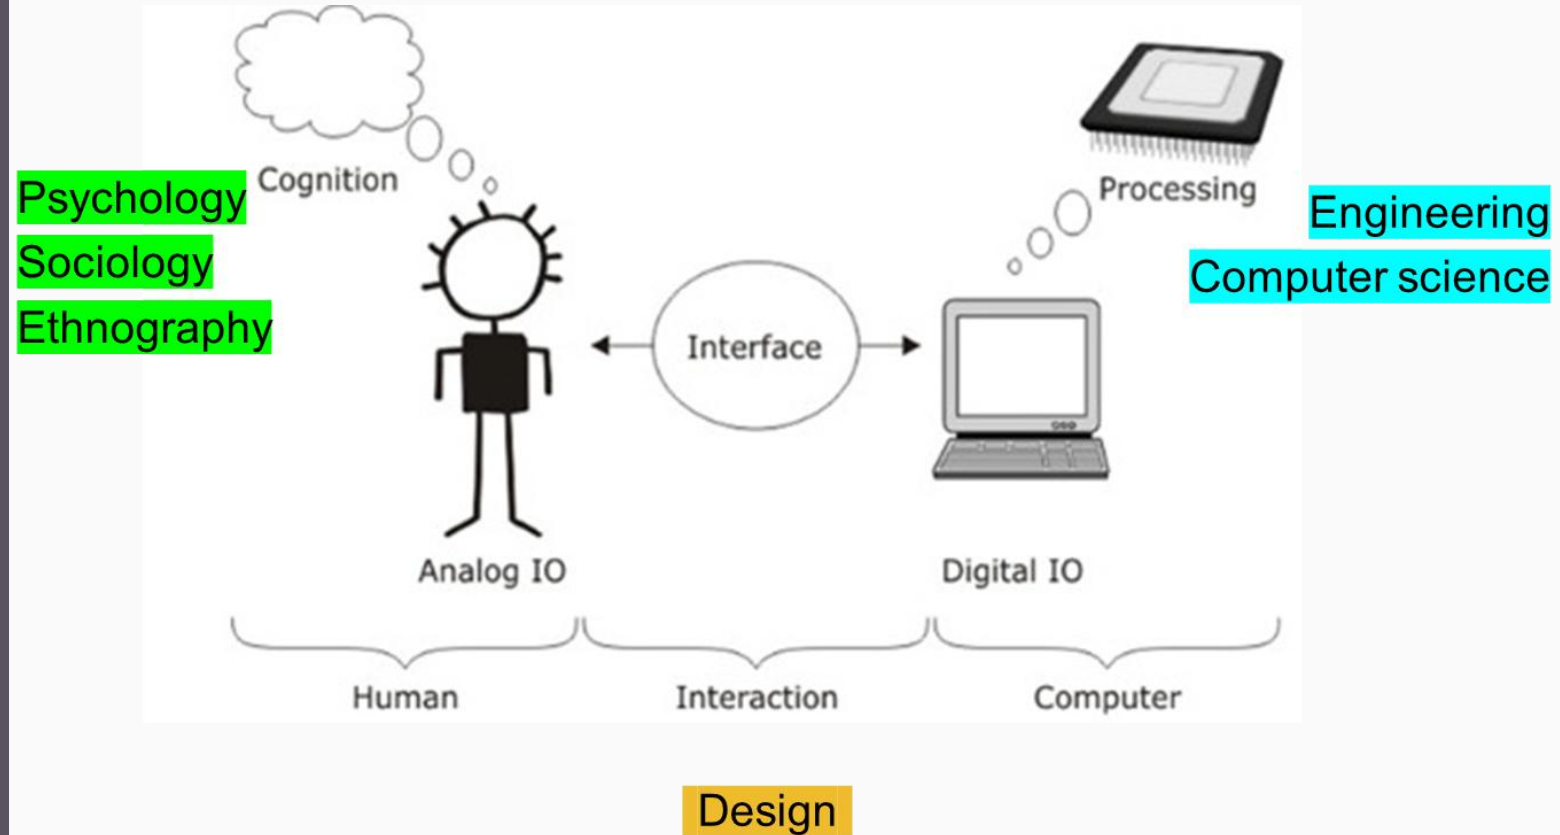 Cognition
Processing
Psychology
Sociology
Ethnography
Engineering
Computer science
Interface
Analog IO
Digital IO
Human
Interaction
Computer
Design